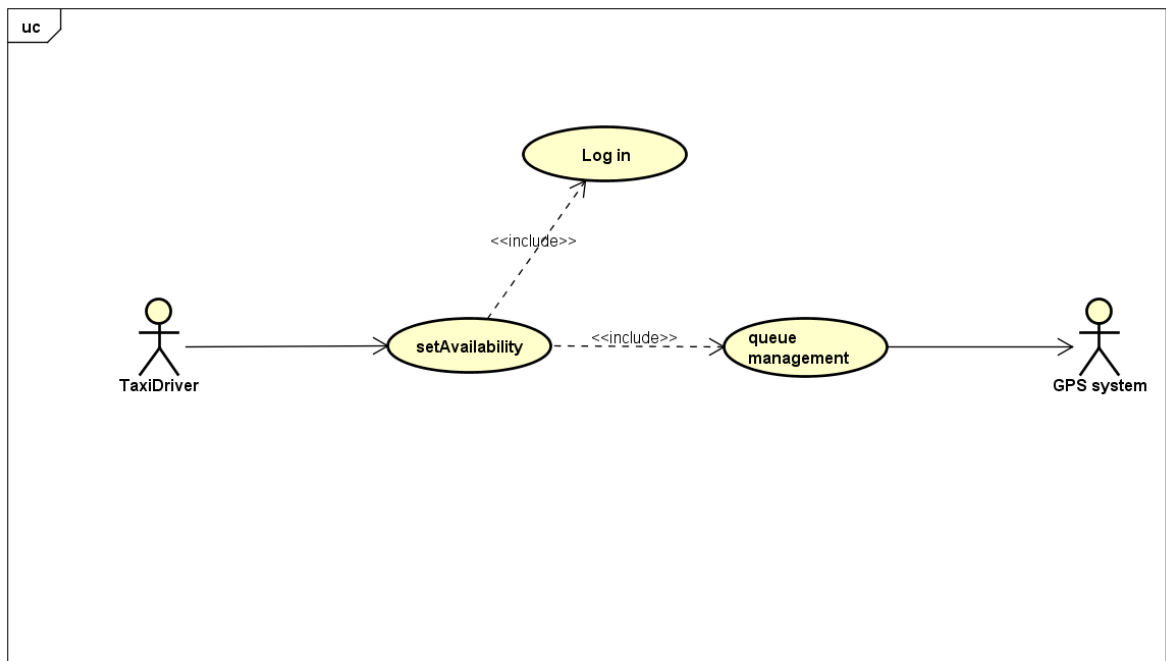 uc
Log in
<<include>>
setAvailability
<<include>>
queue
management
TaxiDriver
GPS system